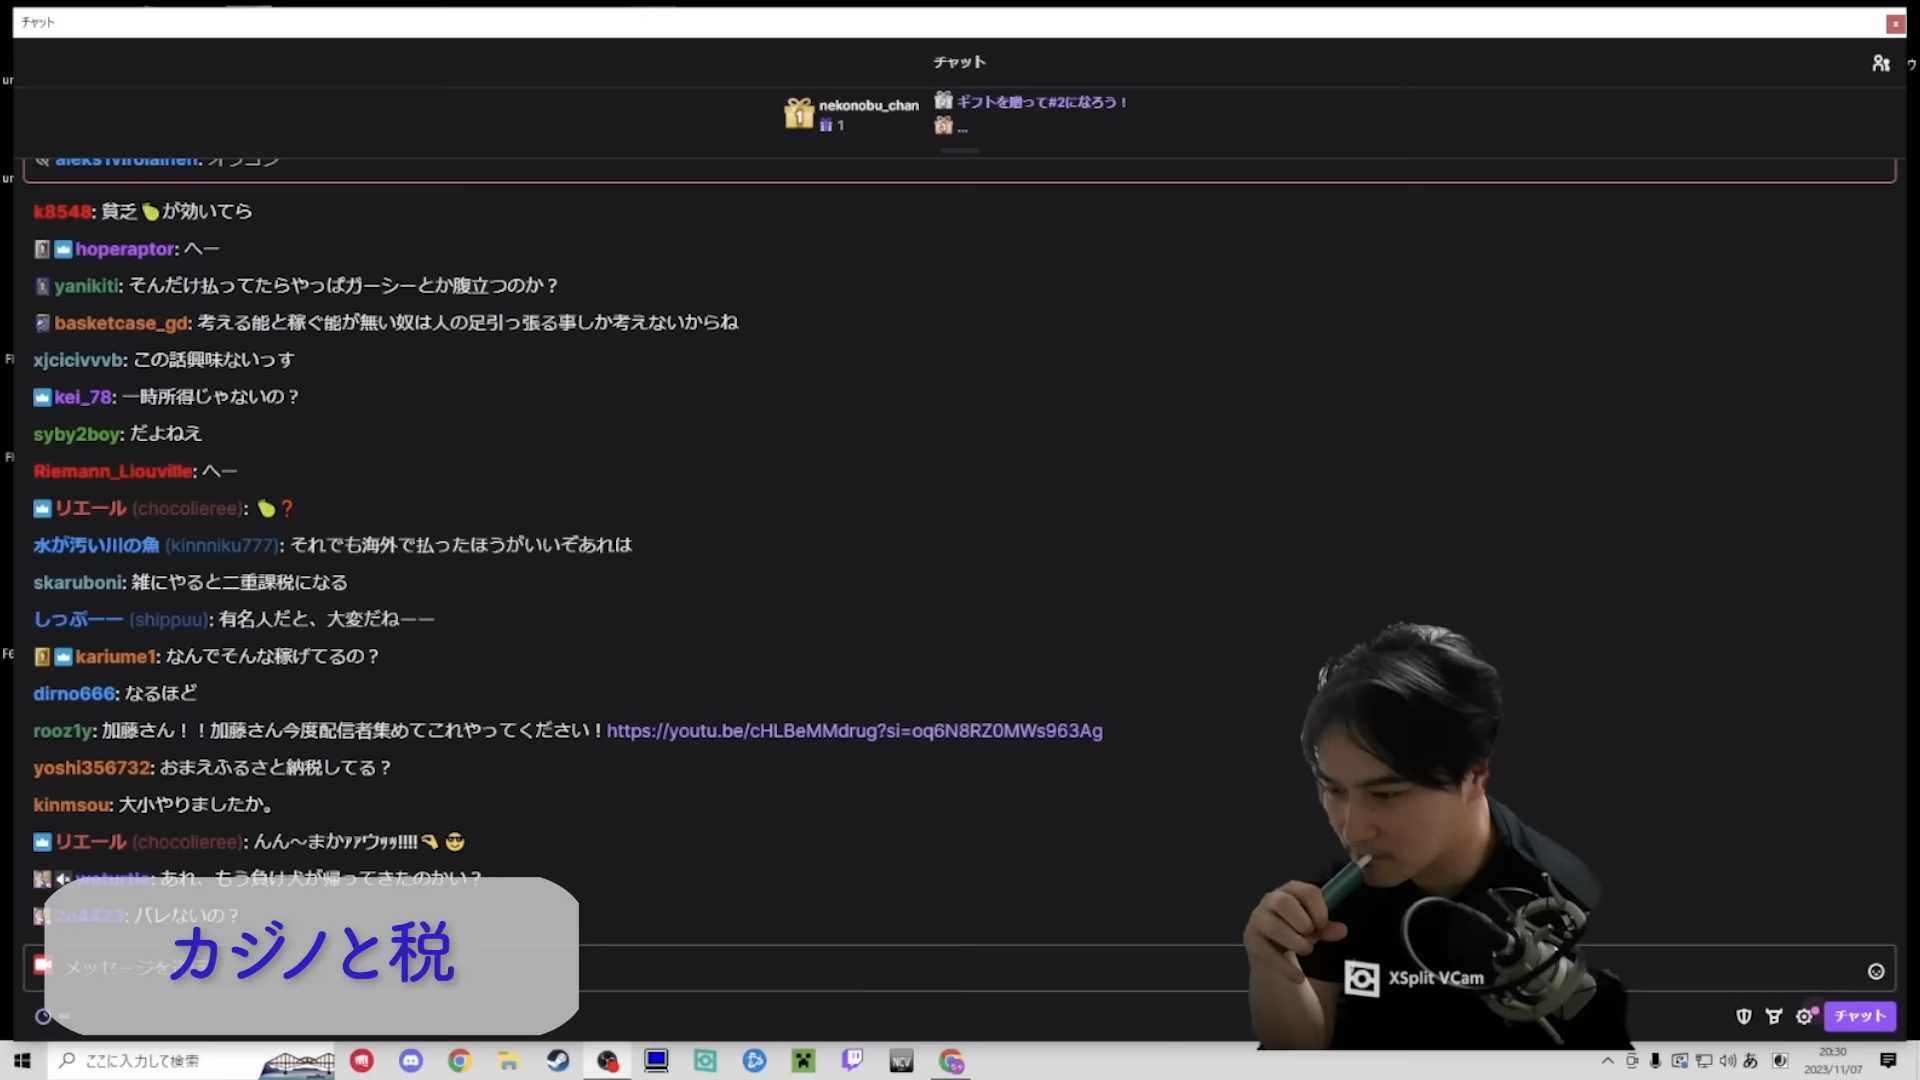 チャット
チャット
nekonobu_chan
1
ギフトを贈って#2になろう！
...
aleks1virolainen: オワコン
k8548: 貧乏🍐が効いてら
hoperaptor: へー
yanikiti: そんだけ払ってたらやっぱガーシーとか腹立つのか？
basketcase_gd: 考える能と稼ぐ能が無い奴は人の足引っ張る事しか考えないからね
xjcicivvvb: この話興味ないっす
kei_78: 一時所得じゃないの？
syby2boy: だよねえ
Riemann_Liouville: へー
リエール (chocolieree): 🍐❓
水が汚い川の魚 (kinnniku777): それでも海外で払ったほうがいいぞあれは
skaruboni: 雑にやると二重課税になる
しっぷーー (shippuu): 有名人だと、大変だねーー
kariume1: なんでそんな稼げてるの？
dirno666: なるほど
rooz1y: 加藤さん！！加藤さん今度配信者集めてこれやってください！https://youtu.be/cHLBeMMdrug?si=oq6N8RZ0MWs963Ag
yoshi356732: おまえふるさと納税してる？
kinmsou: 大小やりましたか。
リエール (chocolieree): んん～まかｧｧウｯｯ!!!!🤏😎
weturtle: あれ、もう負け犬が帰ってきたのかい？
2o4423: バレないの？
メッセージを
カジノと税
XSplit VCam
チャット
ここに入力して検索
NCV
あ
20:30
2023/11/07